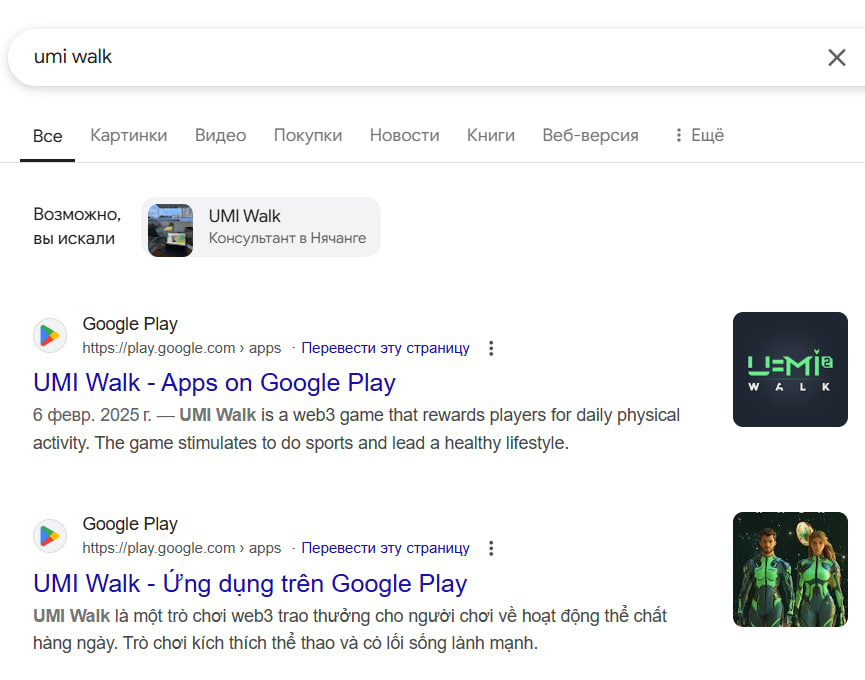 umi walk
Все Картинки Видео Покупки Новости Книги Веб-версия Ещё
Возможно,
вы искали
UMI Walk
Консультант в Нячанге
Google Play
https://play.google.com › apps · Перевести эту страницу
UMI Walk - Apps on Google Play
6 февр. 2025 г. — UMI Walk is a web3 game that rewards players for daily physical
activity. The game stimulates to do sports and lead a healthy lifestyle.
UMI2
WALK
Google Play
https://play.google.com › apps · Перевести эту страницу
UMI Walk - Ứng dụng trên Google Play
UMI Walk là một trò chơi web3 trao thưởng cho người chơi về hoạt động thể chất
hàng ngày. Trò chơi kích thích thể thao và có lối sống lành mạnh.